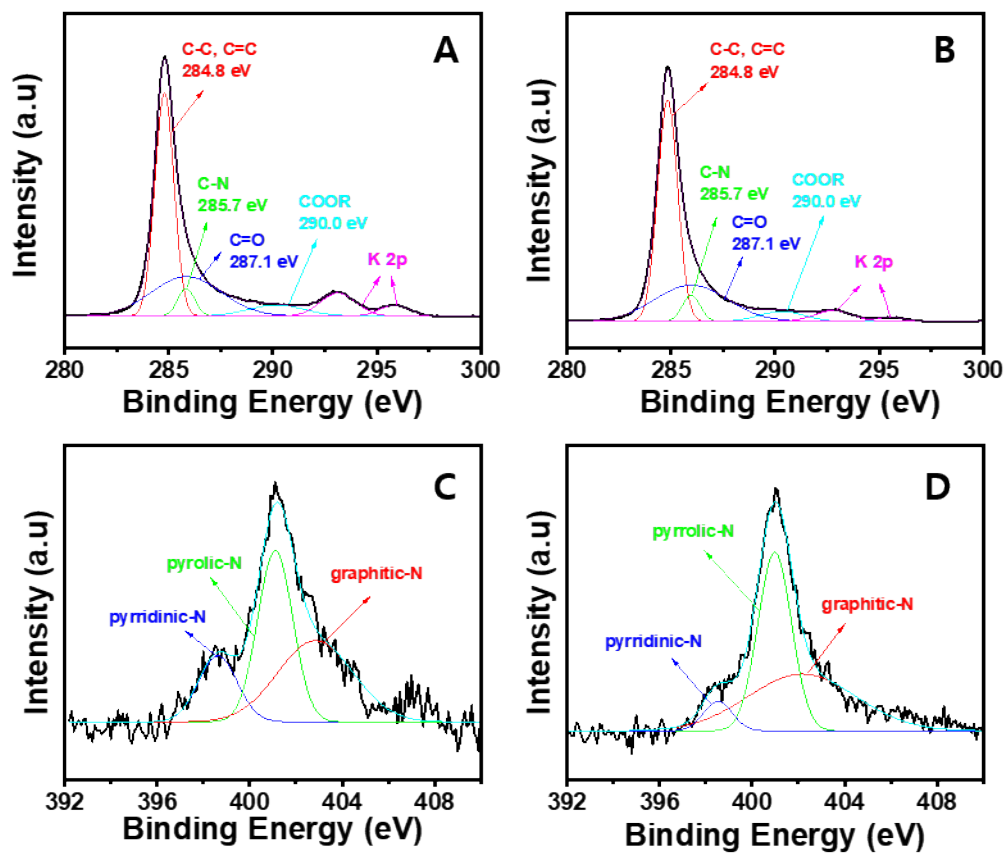 A
C-C, C=C
284.8 eV
C-N
285.7 eV
C=O
287.1 eV
COOR
290.0 eV
K 2p
Intensity (a.u)
280 285 290 295 300
Binding Energy (eV)
B
C-C, C=C
284.8 eV
C-N
285.7 eV
C=O
287.1 eV
COOR
290.0 eV
K 2p
Intensity (a.u)
280 285 290 295 300
Binding Energy (eV)
C
pyrolic-N
pyrridinic-N
graphitic-N
Intensity (a.u)
392 396 400 404 408
Binding Energy (eV)
D
pyrrolic-N
pyrridinic-N
graphitic-N
Intensity (a.u)
392 396 400 404 408
Binding Energy (eV)